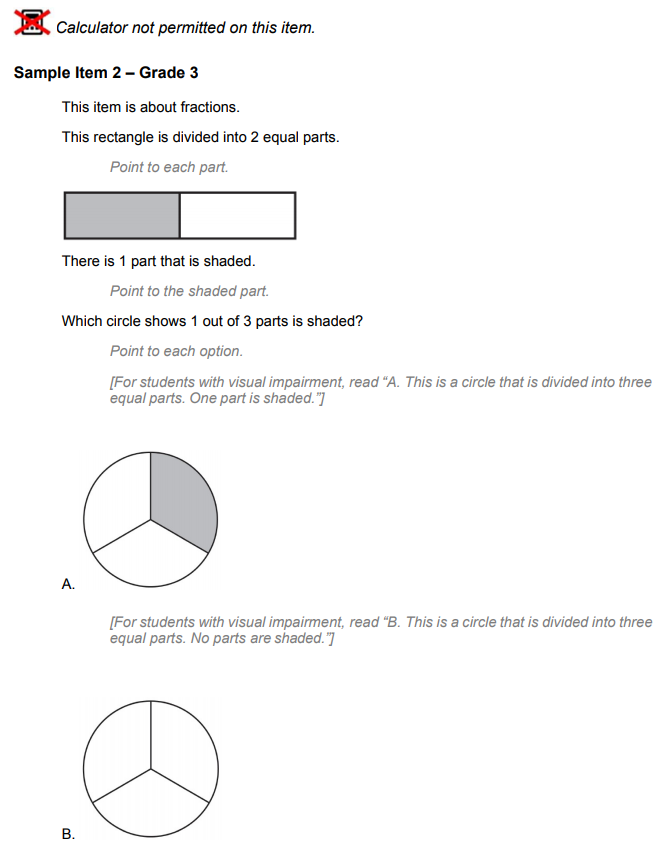 Calculator not permitted on this item.
Sample Item 2 – Grade 3
This item is about fractions.
This rectangle is divided into 2 equal parts.
Point to each part.
There is 1 part that is shaded.
Point to the shaded part.
Which circle shows 1 out of 3 parts is shaded?
Point to each option.
[For students with visual impairment, read “A. This is a circle that is divided into three
equal parts. One part is shaded.”]
A.
[For students with visual impairment, read “B. This is a circle that is divided into three
equal parts. No parts are shaded.”]
B.